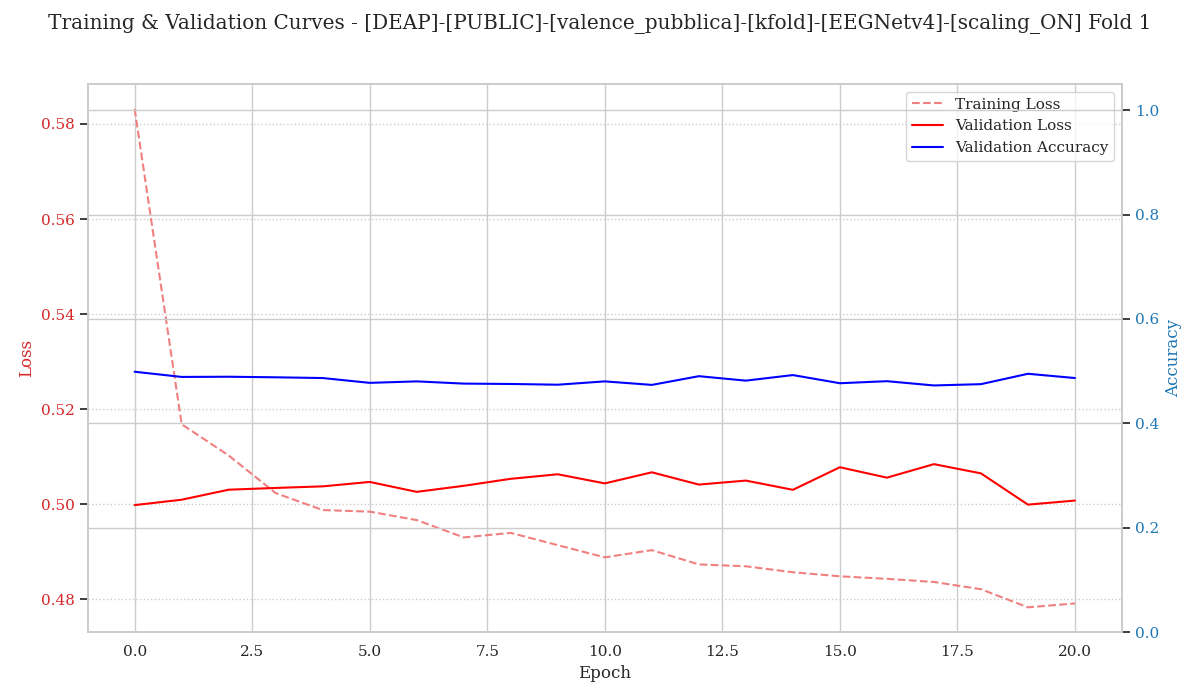 Training & Validation Curves - [DEAP]-[PUBLIC]-[valence_pubblica]-[kfold]-[EEGNetv4]-[scaling_ON] Fold 1
Training Loss
Validation Loss
Validation Accuracy
Loss
0.58
0.56
0.54
0.52
0.50
0.48
1.0
0.8
0.6
0.4
0.2
0.0
Accuracy
0.0 2.5 5.0 7.5 10.0 12.5 15.0 17.5 20.0
Epoch